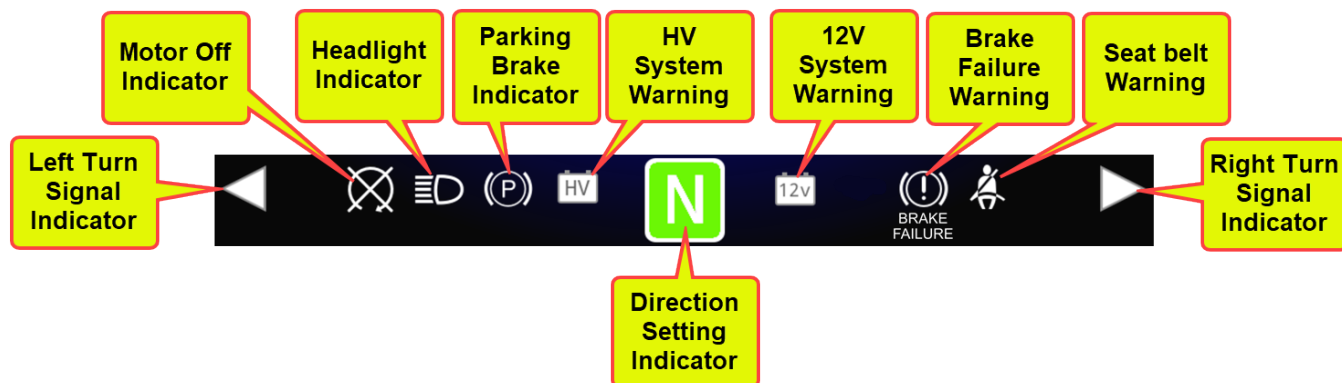 Motor Off
Indicator
Headlight
Indicator
Parking
Brake
Indicator
HV
System
Warning
12V
System
Warning
Brake
Failure
Warning
Seat belt
Warning
Left Turn
Signal
Indicator
P
HV
N
12v
BRAKE
FAILURE
Right Turn
Signal
Indicator
Direction
Setting
Indicator